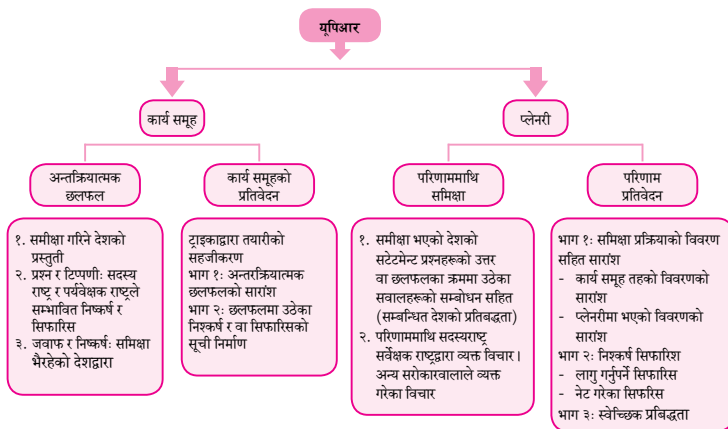 यूपिआर
कार्य समूह
प्लेनरी
अन्तक्रियात्मक
छलफल
कार्य समूहको
प्रतिवेदन
परिणाममाथि
समिक्षा
परिणाम
प्रतिवेदन
१. समीक्षा गरिने देशको
प्रस्तुती
२. प्रश्न र टिप्पणीः सदस्य
राष्ट्र र पर्यवेक्षक राष्ट्रले
सम्भावित निष्कर्ष र
सिफारिस
३. जवाफ र निष्कर्षः समिक्षा
भैरहेको देशद्वारा
ट्राइकाद्वारा तयारीको
सहजीकरण
भाग १ः अन्तरक्रियात्मक
छलफलको सारांश
भाग २ः छलफलमा उठेका
निश्कर्ष र वा सिफारिसको
सूची निर्माण
१. समीक्षा भएको देशको
सटेटमेन्ट प्रश्नहरूको उत्तर
वा छलफलका क्रममा उठेका
सवालहरूको सम्बोधन सहित
(सम्बन्धित देशको प्रतिबद्धता)
२. परिणाममाथि सदस्यराष्ट्र
सर्वेक्षक राष्ट्रद्वारा व्यक्त विचार।
अन्य सरोकारवालाले व्यक्त
गरेका विचार
भाग १ः समिक्षा प्रक्रियाको विवरण
सहित सारांश
- कार्य समूह तहको विवरणको
सारांश
- प्लेनरीमा भएको विवरणको
सारांश
भाग २ः निश्कर्ष सिफारिश
- लागु गर्नुपर्ने सिफारिस
- नेट गरेका सिफरिस
भाग ३ः स्वेच्छिक प्रबिद्धता